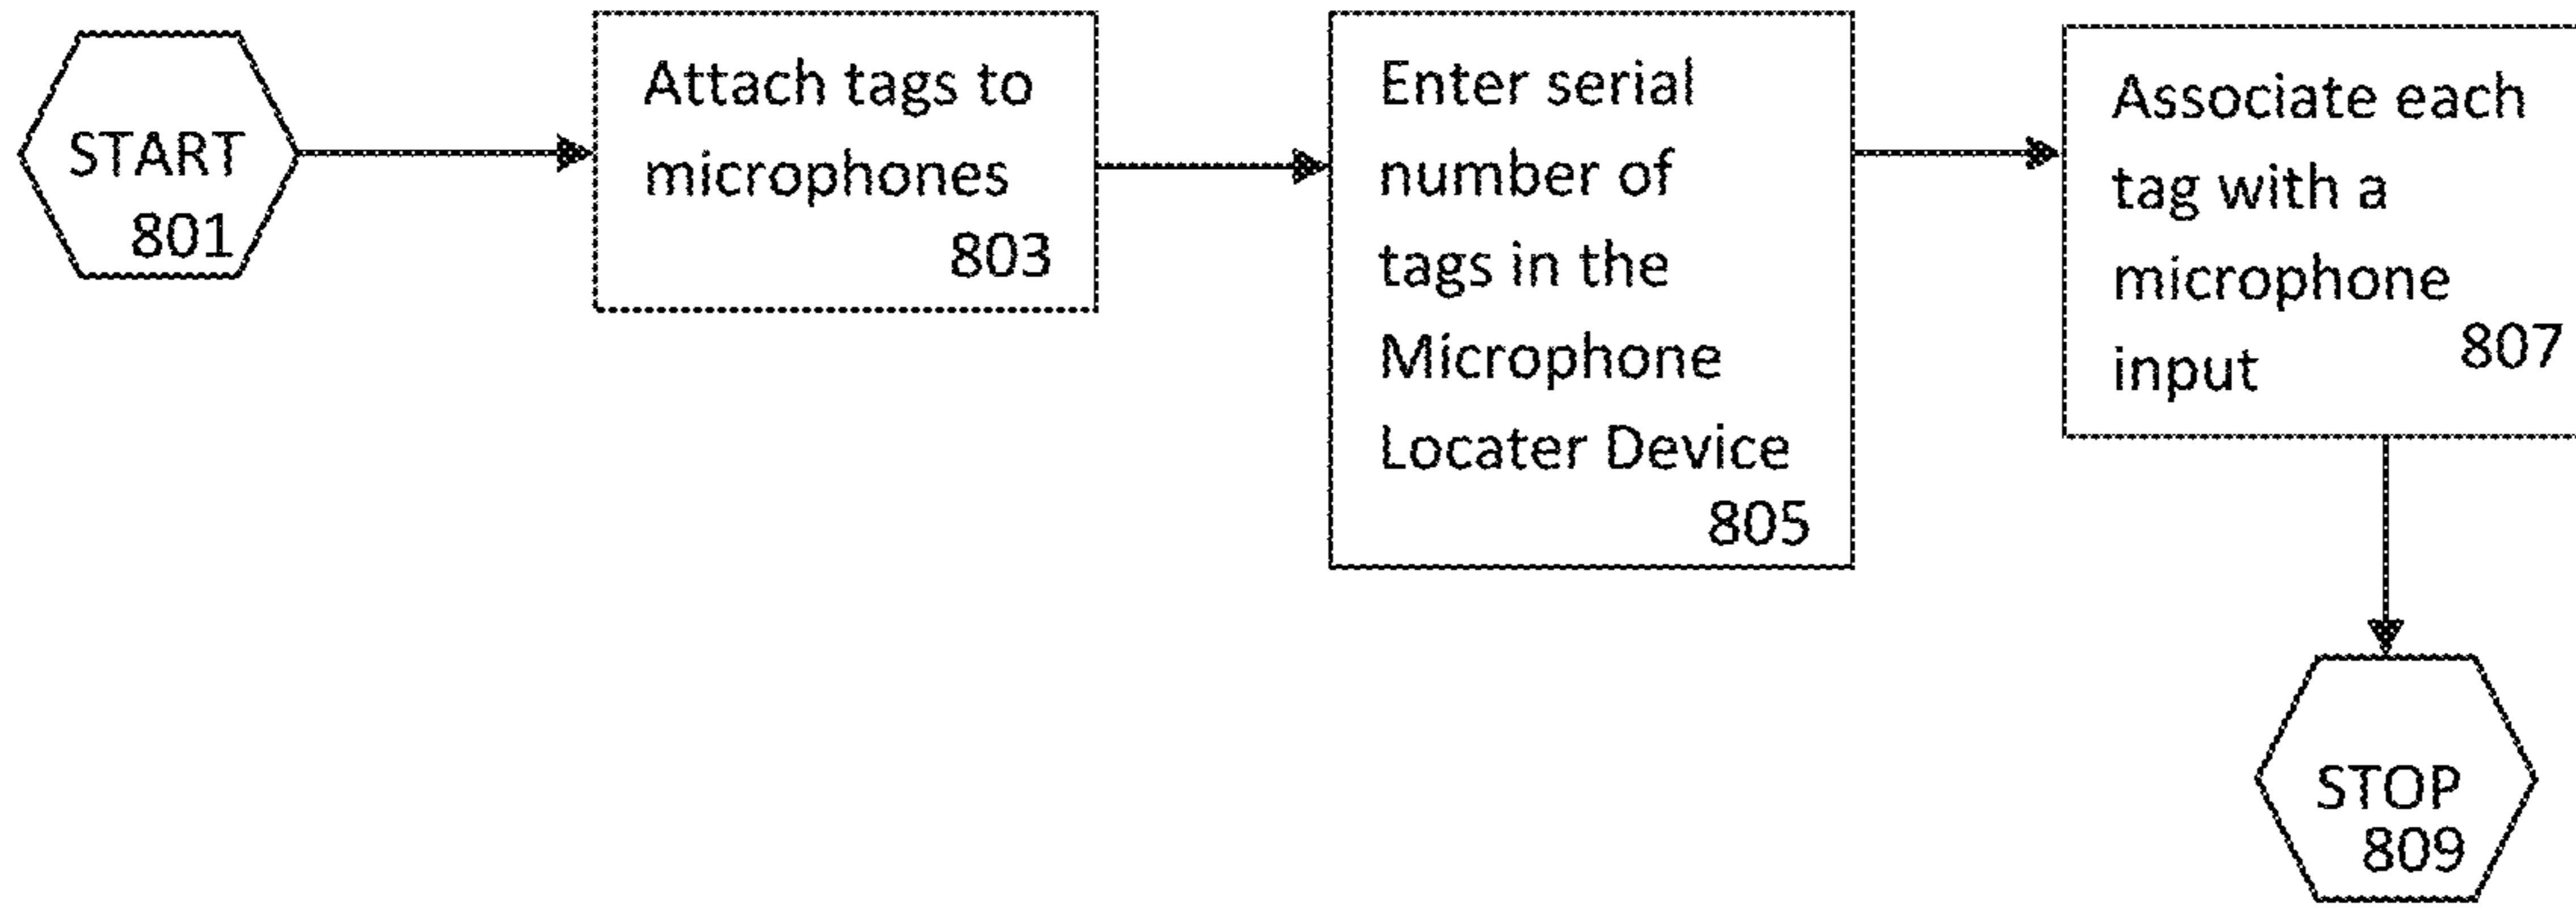 START
801
Attach tags to
microphones
803
Enter serial
number of
tags in the
Microphone
Locater Device
805
Associate each
tag with a
microphone
input
807
STOP
809